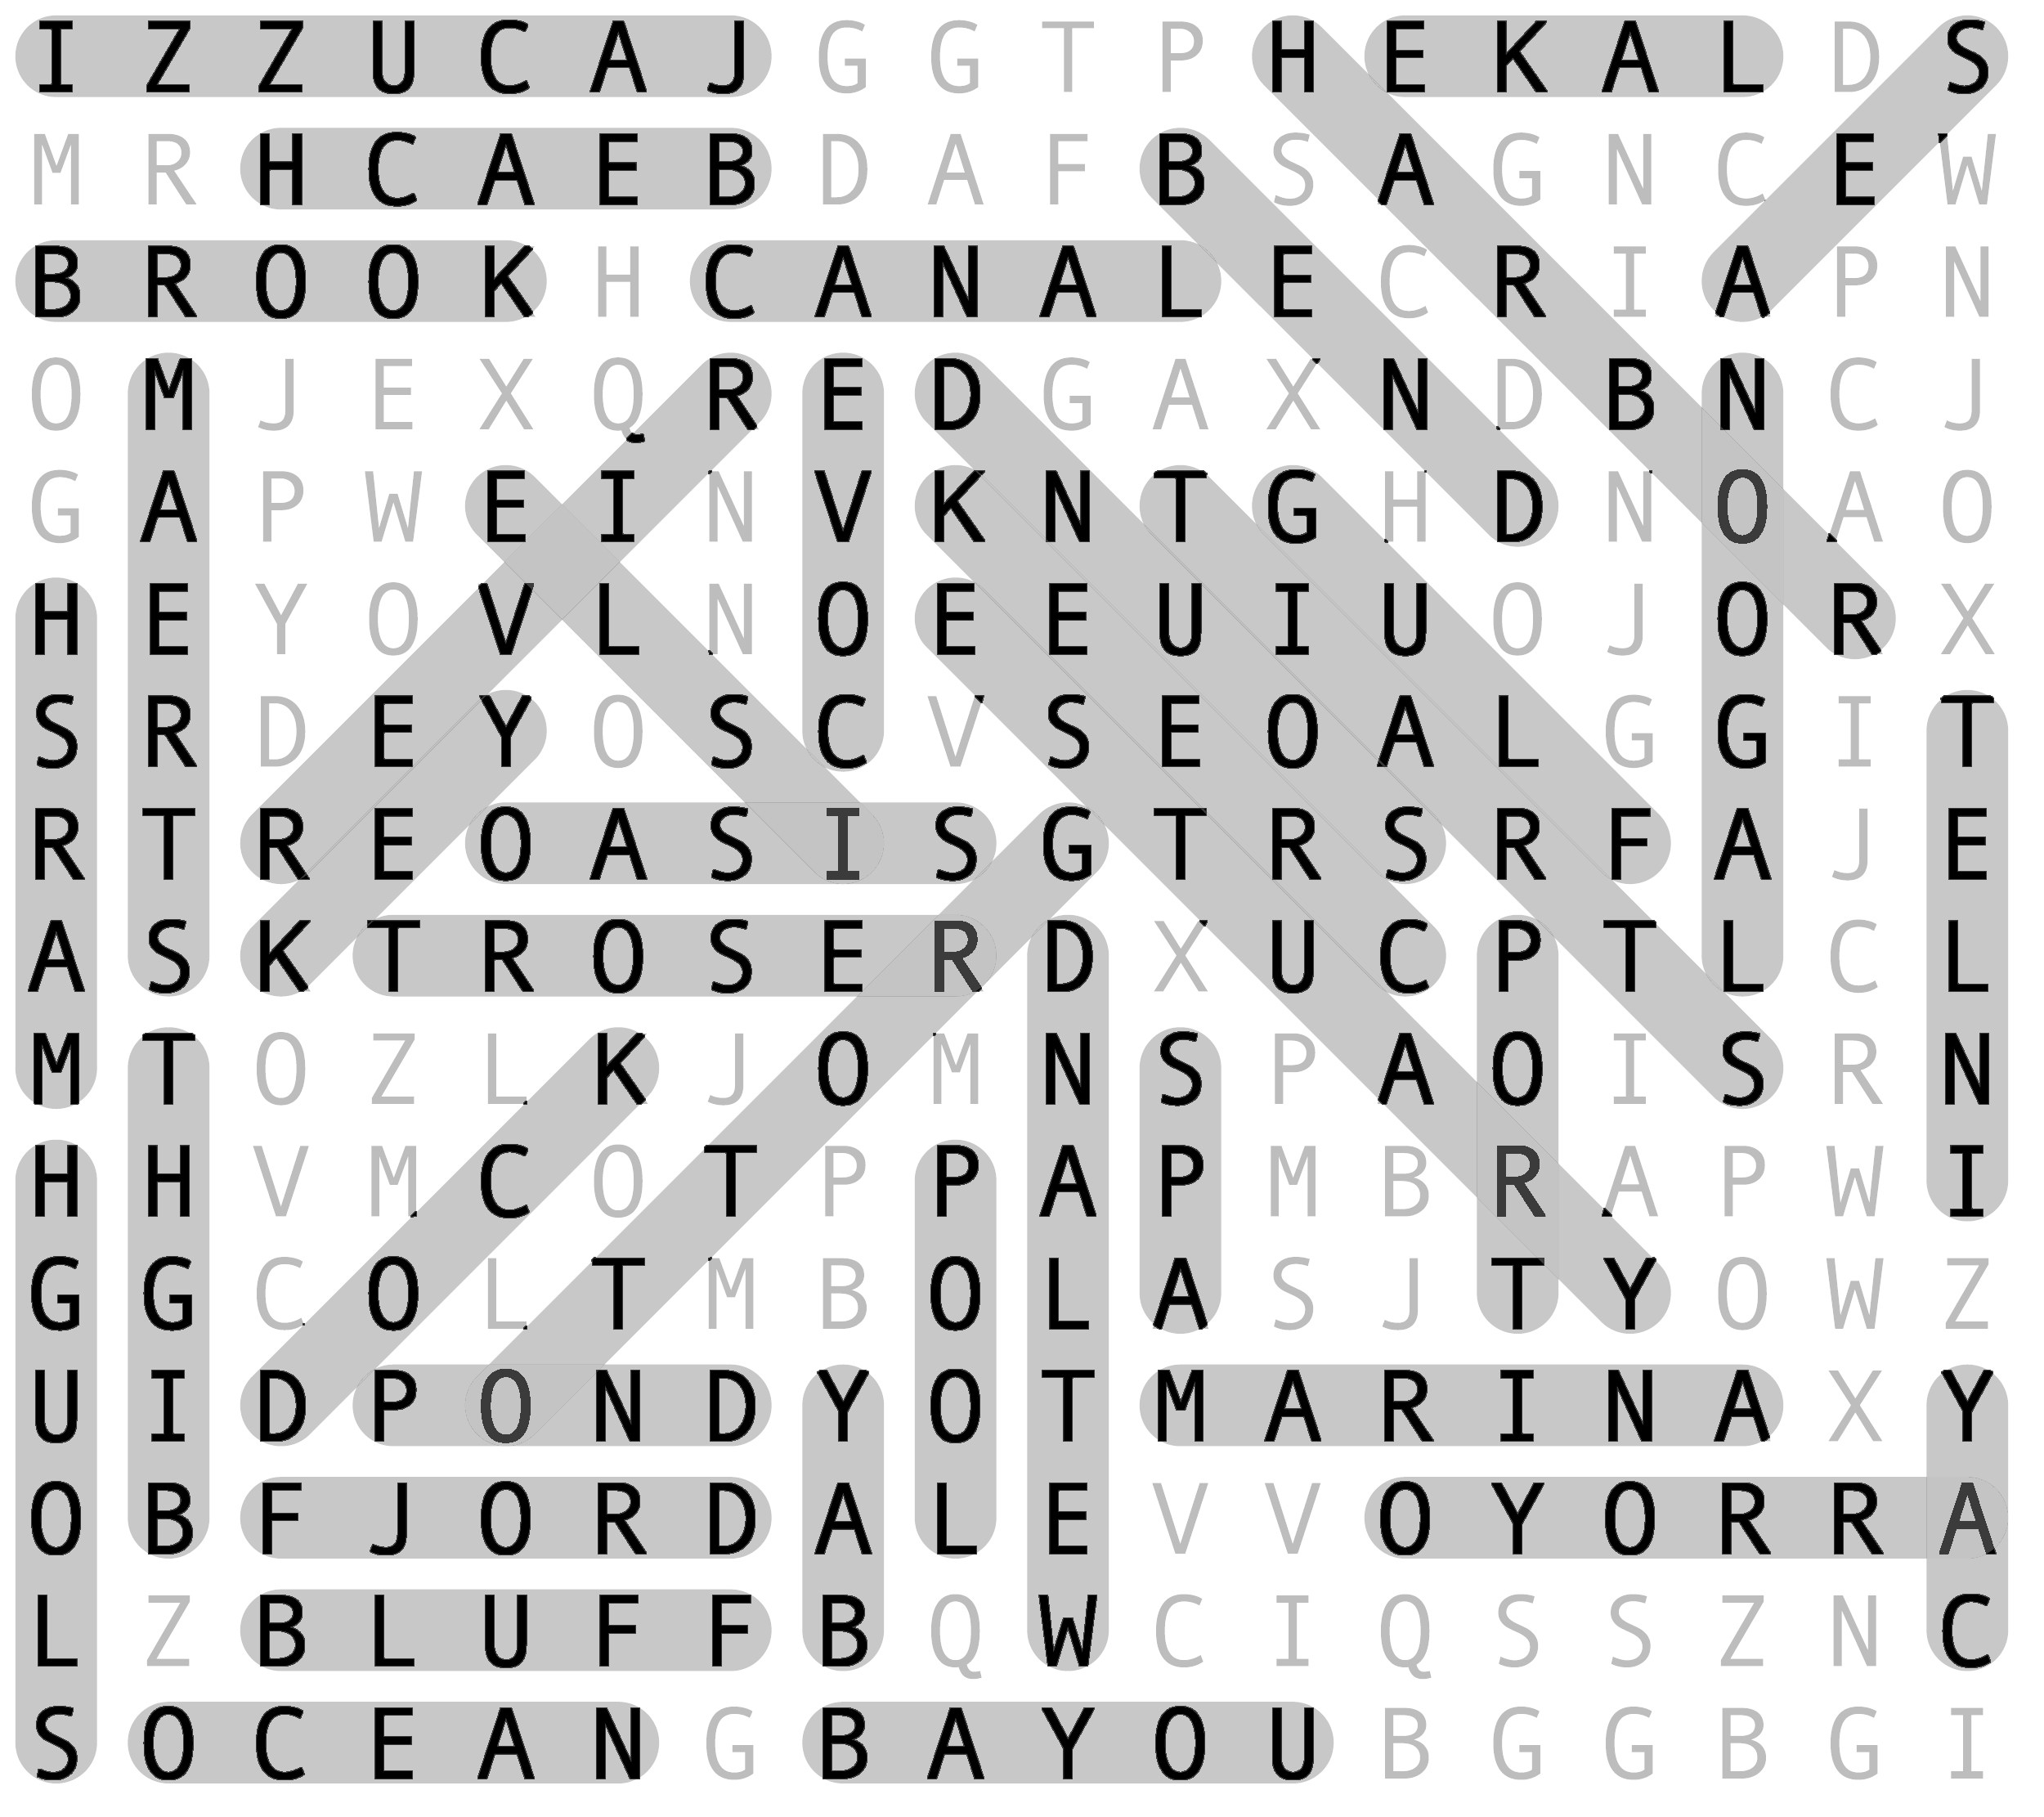 I Z Z U C A J G G T P H E K A L D S
M R H C A E B D A F B S A G N C E W
B R O O K H C A N A L E C R I A P N
O M J E X Q R E D G A X N D B N C J
G A P W E I N V K N T G H D N O A O
H E Y O V L N O E E U I U O J O R X
S R D E Y O S C V S E O A L G G I T
R T R E O A S I S G T R S R F A J E
A S K T R O S E R D X U C P T L C L
M T O Z L K J O M N S P A O I S R N
H H V M C O T P P A P M B R A P W I
G G C O L T M B O L A S J T Y O W Z
U I D P O N D Y O T M A R I N A X Y
O B F J O R D A L E V V O Y O R R A
L Z B L U F F B Q W C I Q S S Z N C
S O C E A N G B A Y O U B G G B G I